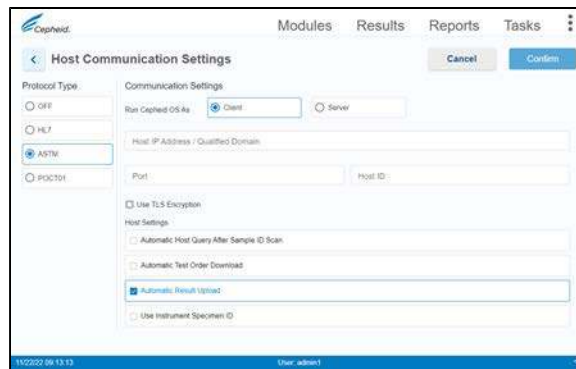 Cepheid. Modules Results Reports Tasks
< Host Communication Settings Cancel Confirm
Protocol Type Communication Settings
OFF Run Cepheid OS As Client Server
HL7
Host IP Address / Qualified Domain
ASTM
Port Host ID
POCT01
Use TLS Encryption
Host Settings
Automatic Host Query After Sample ID Scan
Automatic Test Order Download
Automatic Result Upload
Use Instrument Specimen ID
11/22/22 09:13:13 User: admin1